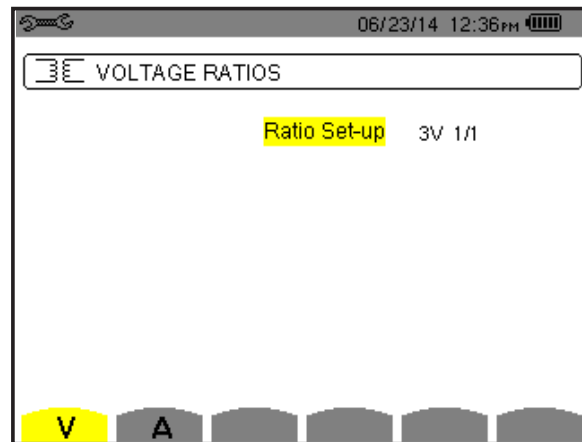 06/23/14 12:36PM
VOLTAGE RATIOS
Ratio Set-up 3V 1/1
V A